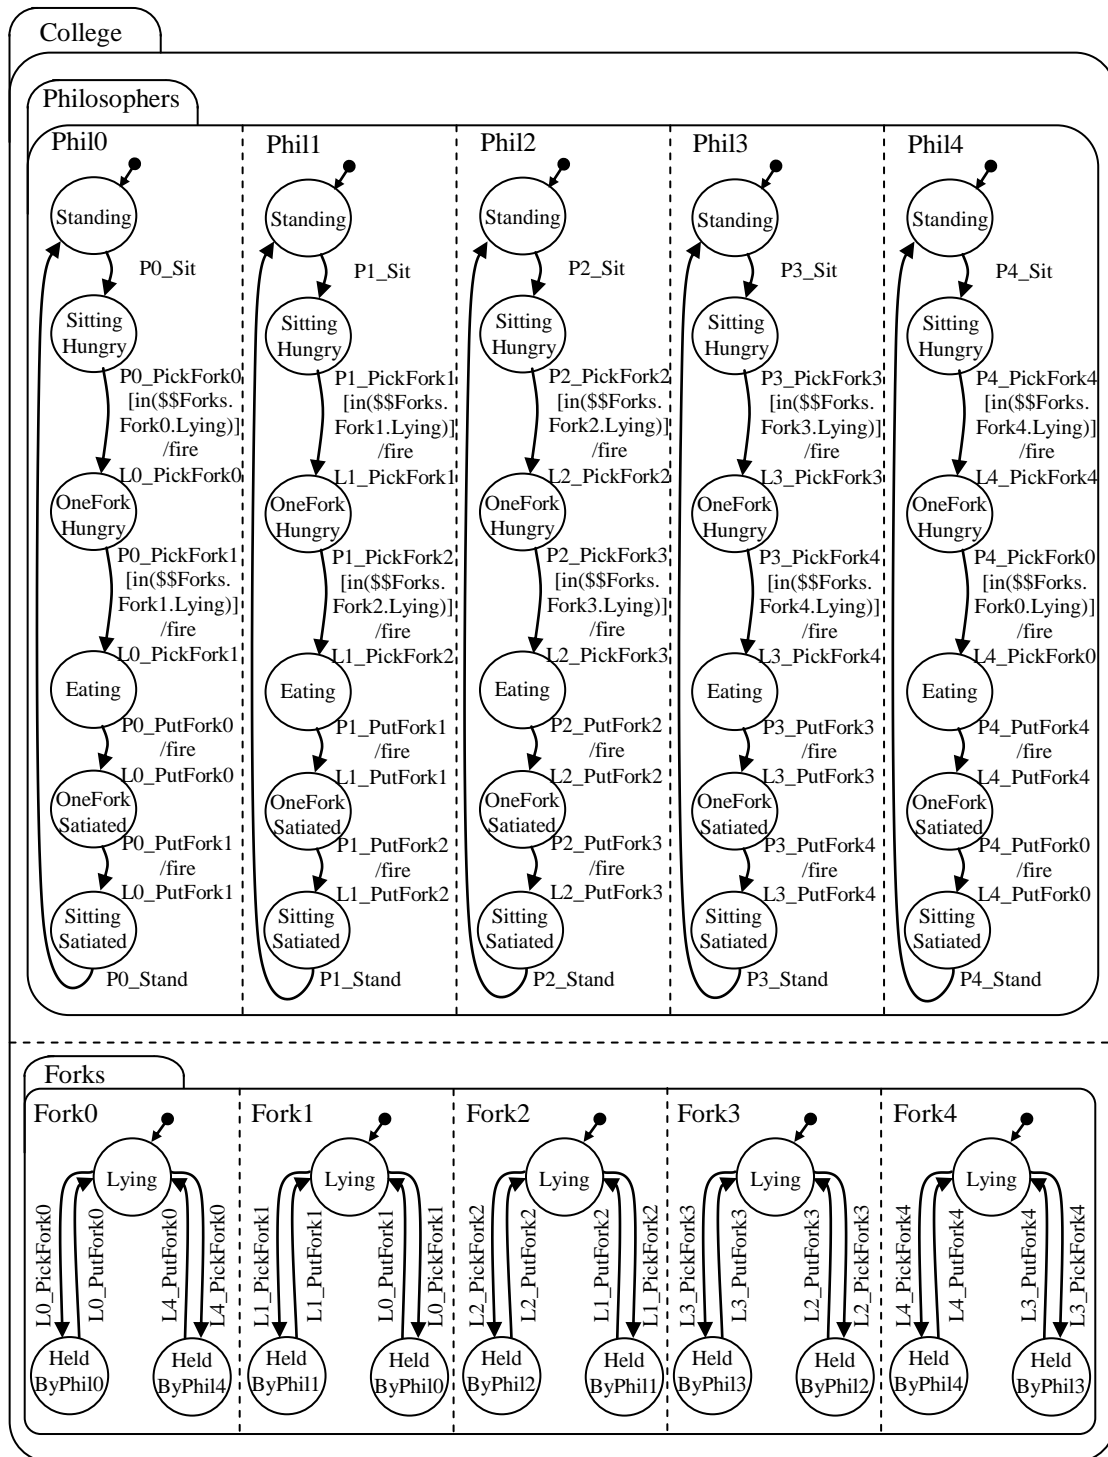 College
Philosophers
Phil0
Standing
P0_Sit
Sitting
Hungry
P0_PickFork0
[in($$Forks.
Fork0.Lying)]
/fire
L0_PickFork0
OneFork
Hungry
P0_PickFork1
[in($$Forks.
Fork1.Lying)]
/fire
L0_PickFork1
Eating
P0_PutFork0
/fire
L0_PutFork0
OneFork
Satiated
P0_PutFork1
/fire
L0_PutFork1
Sitting
Satiated
P0_Stand
Phil1
Standing
P1_Sit
Sitting
Hungry
P1_PickFork1
[in($$Forks.
Fork1.Lying)]
/fire
L1_PickFork1
OneFork
Hungry
P1_PickFork2
[in($$Forks.
Fork2.Lying)]
/fire
L1_PickFork2
Eating
P1_PutFork1
/fire
L1_PutFork1
OneFork
Satiated
P1_PutFork2
/fire
L1_PutFork2
Sitting
Satiated
P1_Stand
Phil2
Standing
P2_Sit
Sitting
Hungry
P2_PickFork2
[in($$Forks.
Fork2.Lying)]
/fire
L2_PickFork2
OneFork
Hungry
P2_PickFork3
[in($$Forks.
Fork3.Lying)]
/fire
L2_PickFork3
Eating
P2_PutFork2
/fire
L2_PutFork2
OneFork
Satiated
P2_PutFork3
/fire
L2_PutFork3
Sitting
Satiated
P2_Stand
Phil3
Standing
P3_Sit
Sitting
Hungry
P3_PickFork3
[in($$Forks.
Fork3.Lying)]
/fire
L3_PickFork3
OneFork
Hungry
P3_PickFork4
[in($$Forks.
Fork4.Lying)]
/fire
L3_PickFork4
Eating
P3_PutFork3
/fire
L3_PutFork3
OneFork
Satiated
P3_PutFork4
/fire
L3_PutFork4
Sitting
Satiated
P3_Stand
Phil4
Standing
P4_Sit
Sitting
Hungry
P4_PickFork4
[in($$Forks.
Fork4.Lying)]
/fire
L4_PickFork4
OneFork
Hungry
P4_PickFork0
[in($$Forks.
Fork0.Lying)]
/fire
L4_PickFork0
Eating
P4_PutFork4
/fire
L4_PutFork4
OneFork
Satiated
P4_PutFork0
/fire
L4_PutFork0
Sitting
Satiated
P4_Stand
Forks
Fork0
Lying
L0_PickFork0
L0_PutFork0
L4_PutFork0
L4_PickFork0
Held
ByPhil0
Held
ByPhil4
Fork1
Lying
L1_PickFork1
L1_PutFork1
L0_PutFork1
L0_PickFork1
Held
ByPhil1
Held
ByPhil0
Fork2
Lying
L2_PickFork2
L2_PutFork2
L1_PutFork2
L1_PickFork2
Held
ByPhil2
Held
ByPhil1
Fork3
Lying
L3_PickFork3
L3_PutFork3
L2_PutFork3
L2_PickFork3
Held
ByPhil3
Held
ByPhil2
Fork4
Lying
L4_PickFork4
L4_PutFork4
L3_PutFork4
L3_PickFork4
Held
ByPhil4
Held
ByPhil3